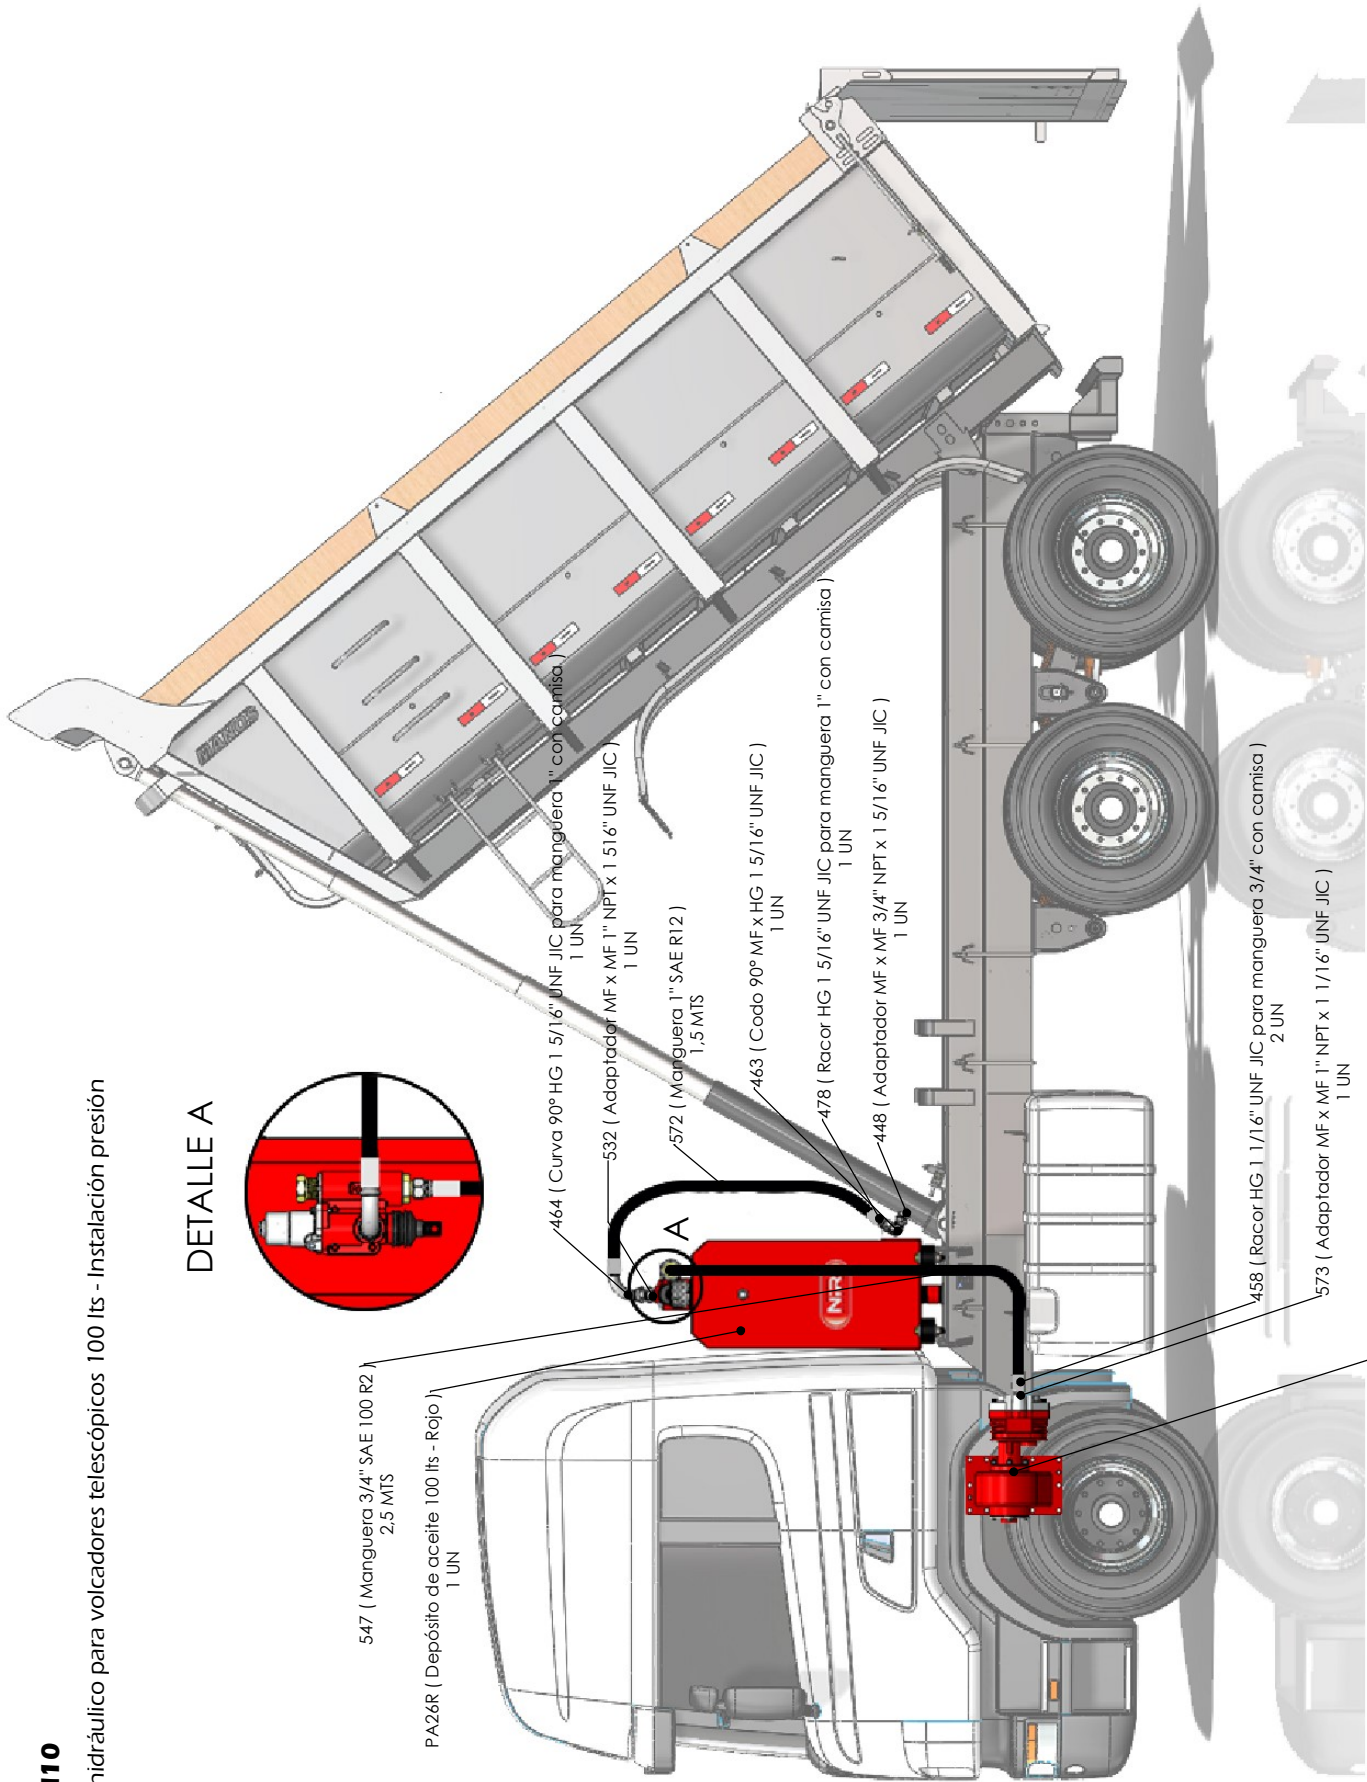 110
hidráulico para volcadores telescópicos 100 lts - Instalación presión
DETALLE A
547 ( Manguera 3/4" SAE 100 R2 )
2,5 MTS
PA26R ( Depósito de aceite 100 lts - Rojo )
1 UN
464 ( Curva 90° HG 1 5/16" UNF JIC para manguera 1" con camisa )
1 UN
532 ( Adaptador MF x MF 1" NPT x 1 516" UNF JIC )
1 UN
572 ( Manguera 1" SAE R12 )
1,5 MTS
463 ( Codo 90° MF x HG 1 5/16" UNF JIC )
1 UN
478 ( Racor HG 1 5/16" UNF JIC para manguera 1" con camisa )
1 UN
448 ( Adaptador MF x MF 3/4" NPT x 1 5/16" UNF JIC )
1 UN
458 ( Racor HG 1 1/16" UNF JIC para manguera 3/4" con camisa )
2 UN
573 ( Adaptador MF x MF 1" NPT x 1 1/16" UNF JIC )
1 UN
A
NiR